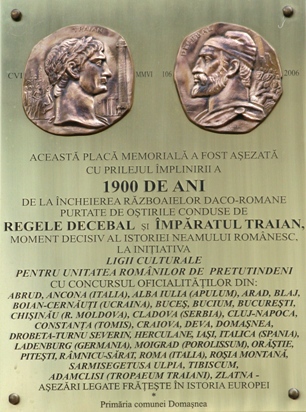 CVI MMVI 106 2006
ACEASTĂ PLACĂ MEMORIALĂ A FOST AȘEZATĂ
CU PRILEJUL ÎMPLINIRII A
1900 DE ANI
DE LA ÎNCHEIEREA RĂZBOAIELOR DACO-ROMANE
PURTATE DE OȘTIRILE CONDUSE DE
REGELE DECEBAL și ÎMPĂRATUL TRAIAN,
MOMENT DECISIV AL ISTORIEI NEAMULUI ROMÂNESC,
LA INIȚIATIVA
LIGII CULTURALE
PENTRU UNITATEA ROMÂNILOR DE PRETUTINDENI
CU CONCURSUL OFICIALITĂȚILOR DIN:
ABRUD, ANCONA (ITALIA), ALBA IULIA (APULUM), ARAD, BLAJ,
BOIAN-CERNĂUȚI (UCRAINA), BUCEȘ, BUCIUM, BUCUREȘTI,
CHIȘINĂU (R. MOLDOVA), CLADOVA (SERBIA), CLUJ-NAPOCA,
CONSTANȚA (TOMIS), CRAIOVA, DEVA, DOMAȘNEA,
DROBETA-TURNU SEVERIN, HERCULANE, IAȘI, ITALICA (SPANIA),
LADENBURG (GERMANIA), MOIGRAD (POROLISSUM), ORĂȘTIE,
PITEȘTI, RÂMNICU-SĂRAT, ROMA (ITALIA), ROȘIA MONTANĂ,
SARMISEGETUSA ULPIA, TIBISCUM,
ADAMCLISI (TROPAEUM TRAIANI), ZLATNA -
AȘEZĂRI LEGATE FRĂȚEȘTE ÎN ISTORIA EUROPEI
Primăria comunei Domașnea